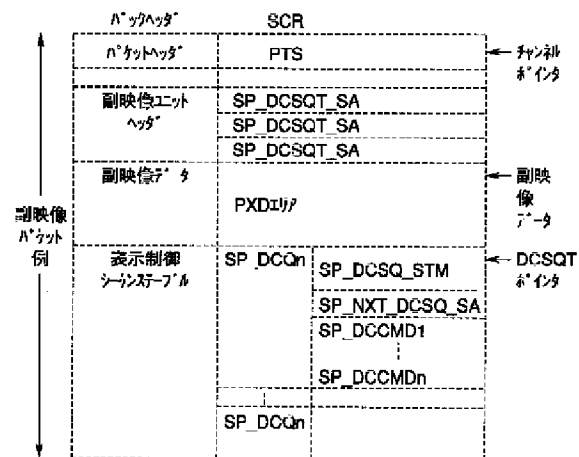 パックヘッダ SCR
パケットヘッダ PTS
チャンネル
ポインタ
副映像ユニット
ヘッダ
SP_DCSQT_SA
SP_DCSQT_SA
SP_DCSQT_SA
副映像データ
PXDエリア
副映
像
データ
副映像
パケット
例
表示制御
シーケンステーブル
SP_DCQn
SP_DCSQ_STM
DCSQT
ポインタ
SP_NXT_DCSQ_SA
SP_DCCMD1
SP_DCCMDn
SP_DCQn